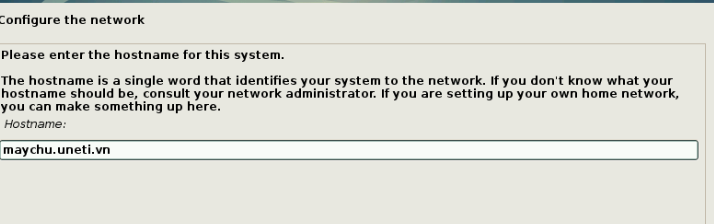 Configure the network
Please enter the hostname for this system.
The hostname is a single word that identifies your system to the network. If you don't know what your
hostname should be, consult your network administrator. If you are setting up your own home network,
you can make something up here.
Hostname:
maychu.uneti.vn